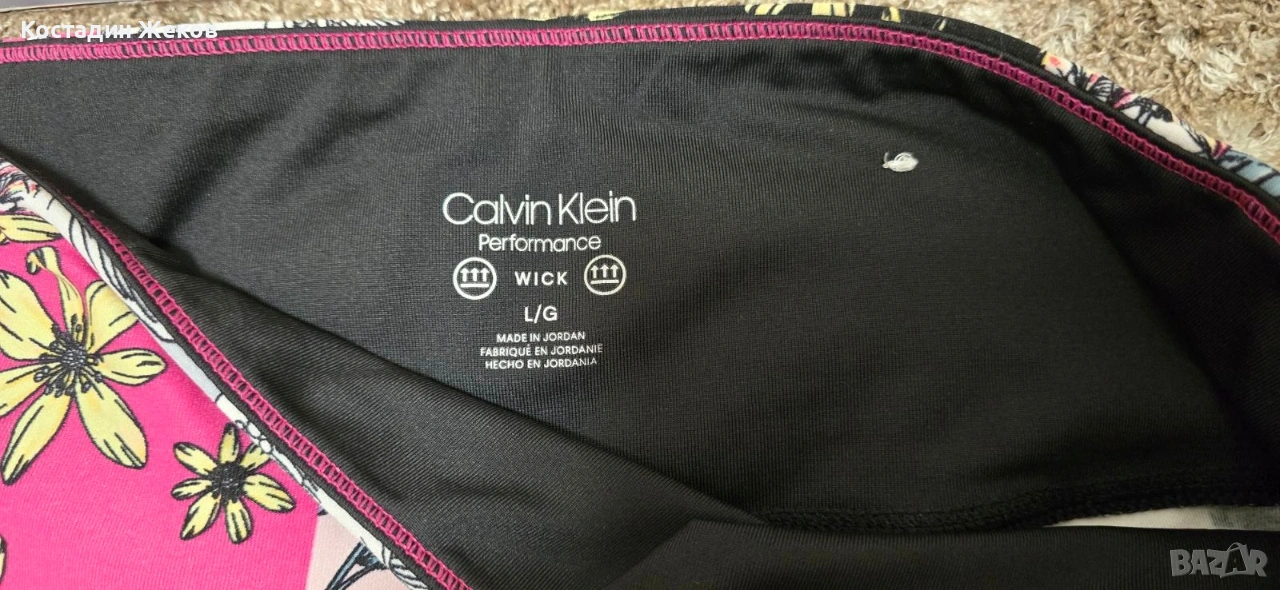 Костадин Жеков
Calvin Klein
Performance
WICK
L/G
MADE IN JORDAN
FABRIQUÉ EN JORDANIE
HECHO EN JORDANIA
BAZAR